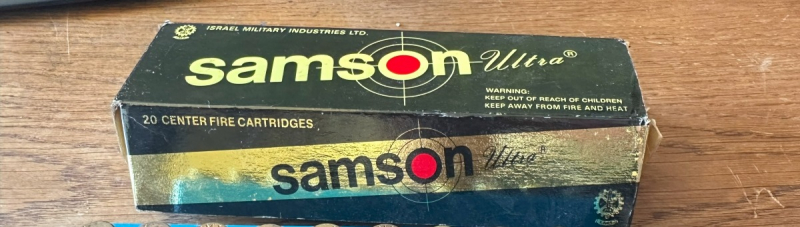 ISRAEL MILITARY INDUSTRIES LTD.
samson Ultra®
WARNING:
KEEP OUT OF REACH OF CHILDREN
KEEP AWAY FROM FIRE AND HEAT
20 CENTER FIRE CARTRIDGES
samson Ultra®